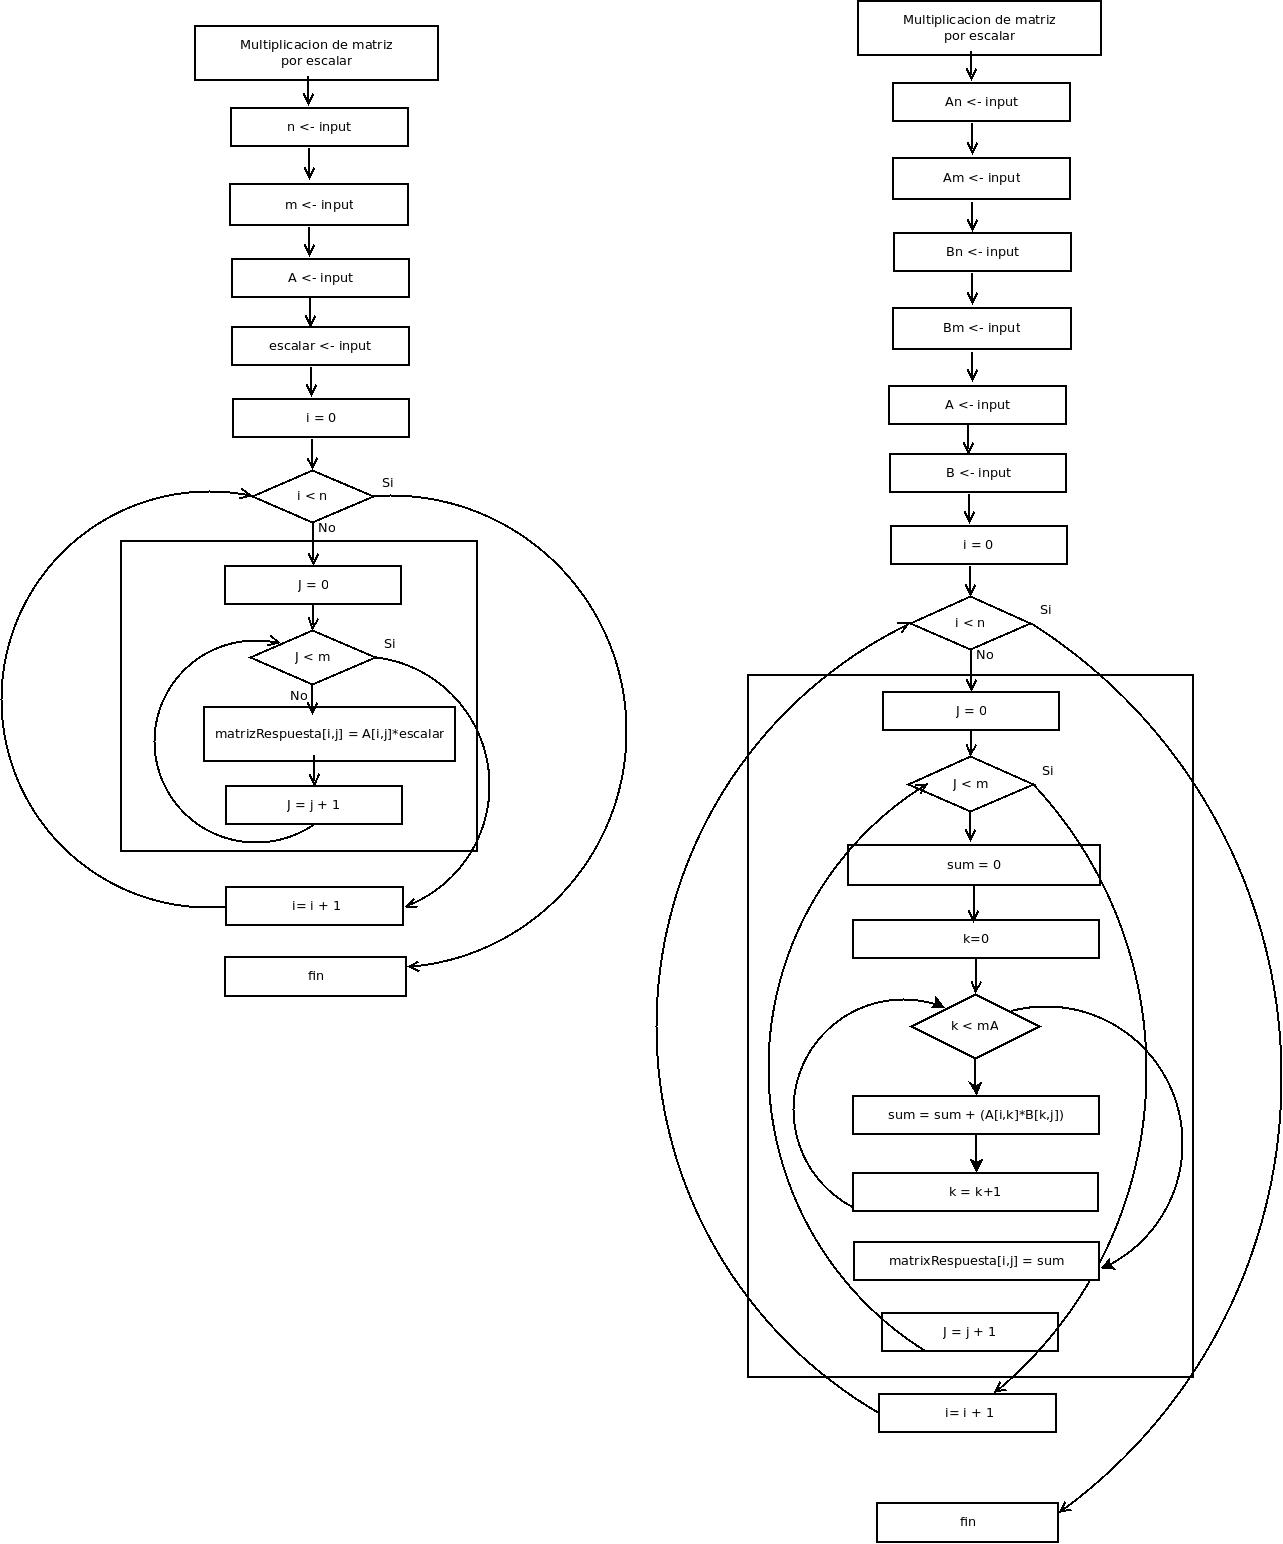 Multiplicacion de matriz
por escalar
n <- input
m <- input
A <- input
escalar <- input
i = 0
i < n
Si
No
J = 0
J < m
Si
No
matrizRespuesta[i,j] = A[i,j]*escalar
J = j + 1
i= i + 1
fin
Multiplicacion de matriz
por escalar
An <- input
Am <- input
Bn <- input
Bm <- input
A <- input
B <- input
i = 0
i < n
Si
No
J = 0
J < m
Si
sum = 0
k=0
k < mA
sum = sum + (A[i,k]*B[k,j])
k = k+1
matrixRespuesta[i,j] = sum
J = j + 1
i= i + 1
fin